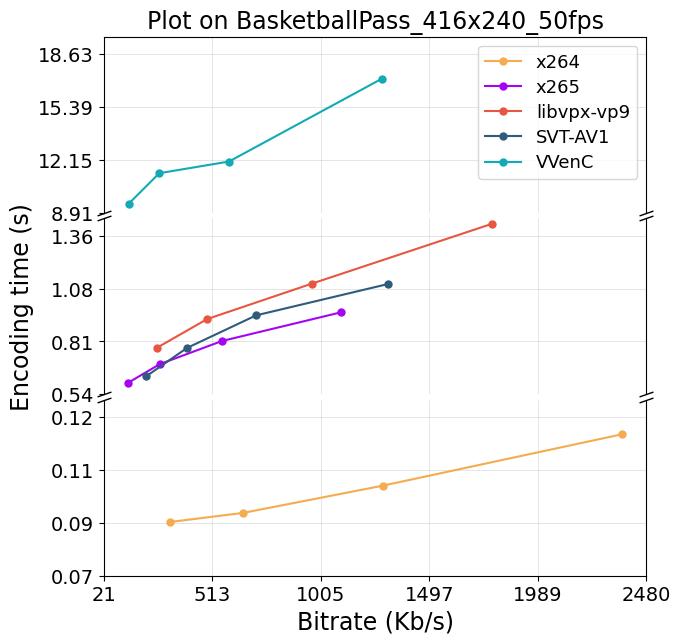 Plot on BasketballPass_416x240_50fps
18.63
15.39
12.15
8.91
1.36
1.08
0.81
0.54
0.12
0.11
0.09
0.07
Encoding time (s)
x264
x265
libvpx-vp9
SVT-AV1
VVenC
21 513 1005 1497 1989 2480
Bitrate (Kb/s)